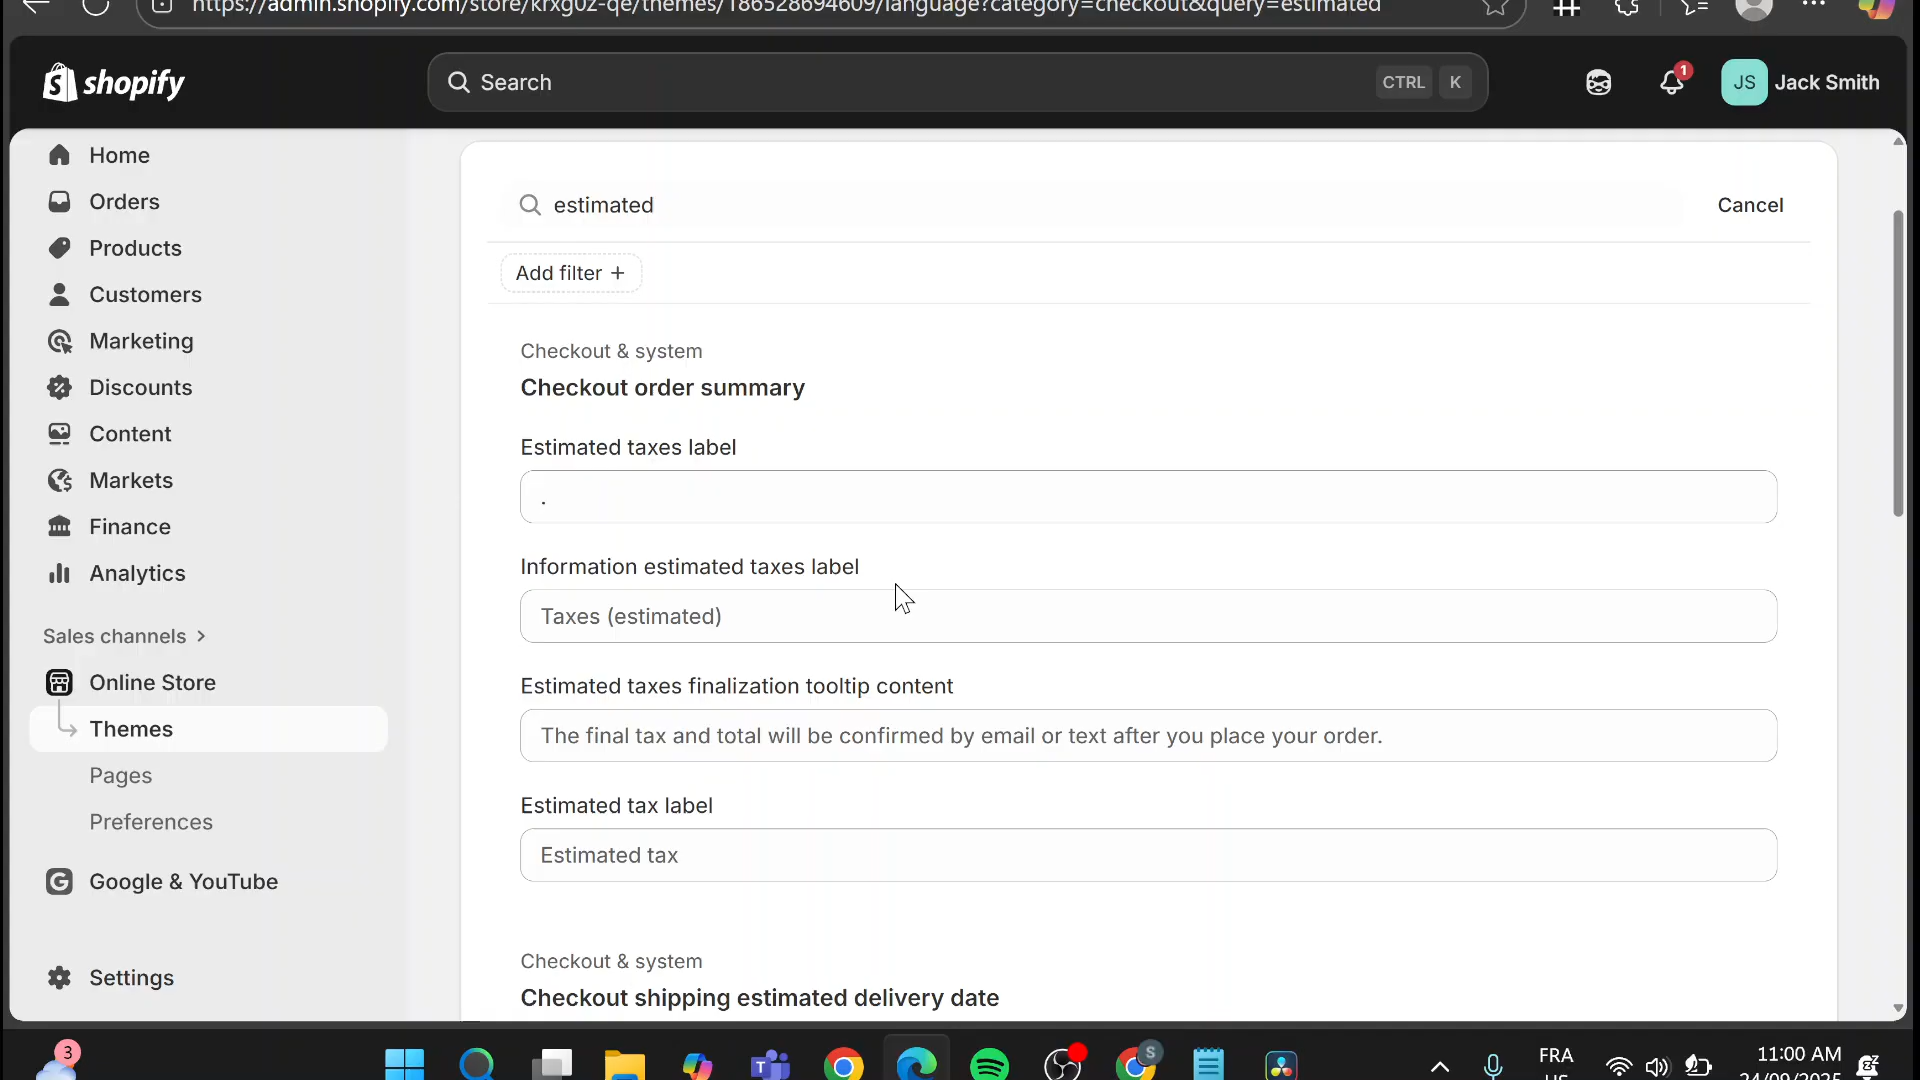 https://admin.shopify.com/store/krxg0z-qe/themes/186528694609/language?category=checkout&query=estimated
shopify
Search
CTRL K
1
JS Jack Smith
Home
Orders
Products
Customers
Marketing
Discounts
Content
Markets
Finance
Analytics
Sales channels
Online Store
Themes
Pages
Preferences
Google & YouTube
Settings
estimated
Cancel
Add filter +
Checkout & system
Checkout order summary
Estimated taxes label
.
Information estimated taxes label
Taxes (estimated)
Estimated taxes finalization tooltip content
The final tax and total will be confirmed by email or text after you place your order.
Estimated tax label
Estimated tax
Checkout & system
Checkout shipping estimated delivery date
3
S
FRA
US
11:00 AM
24/09/2025